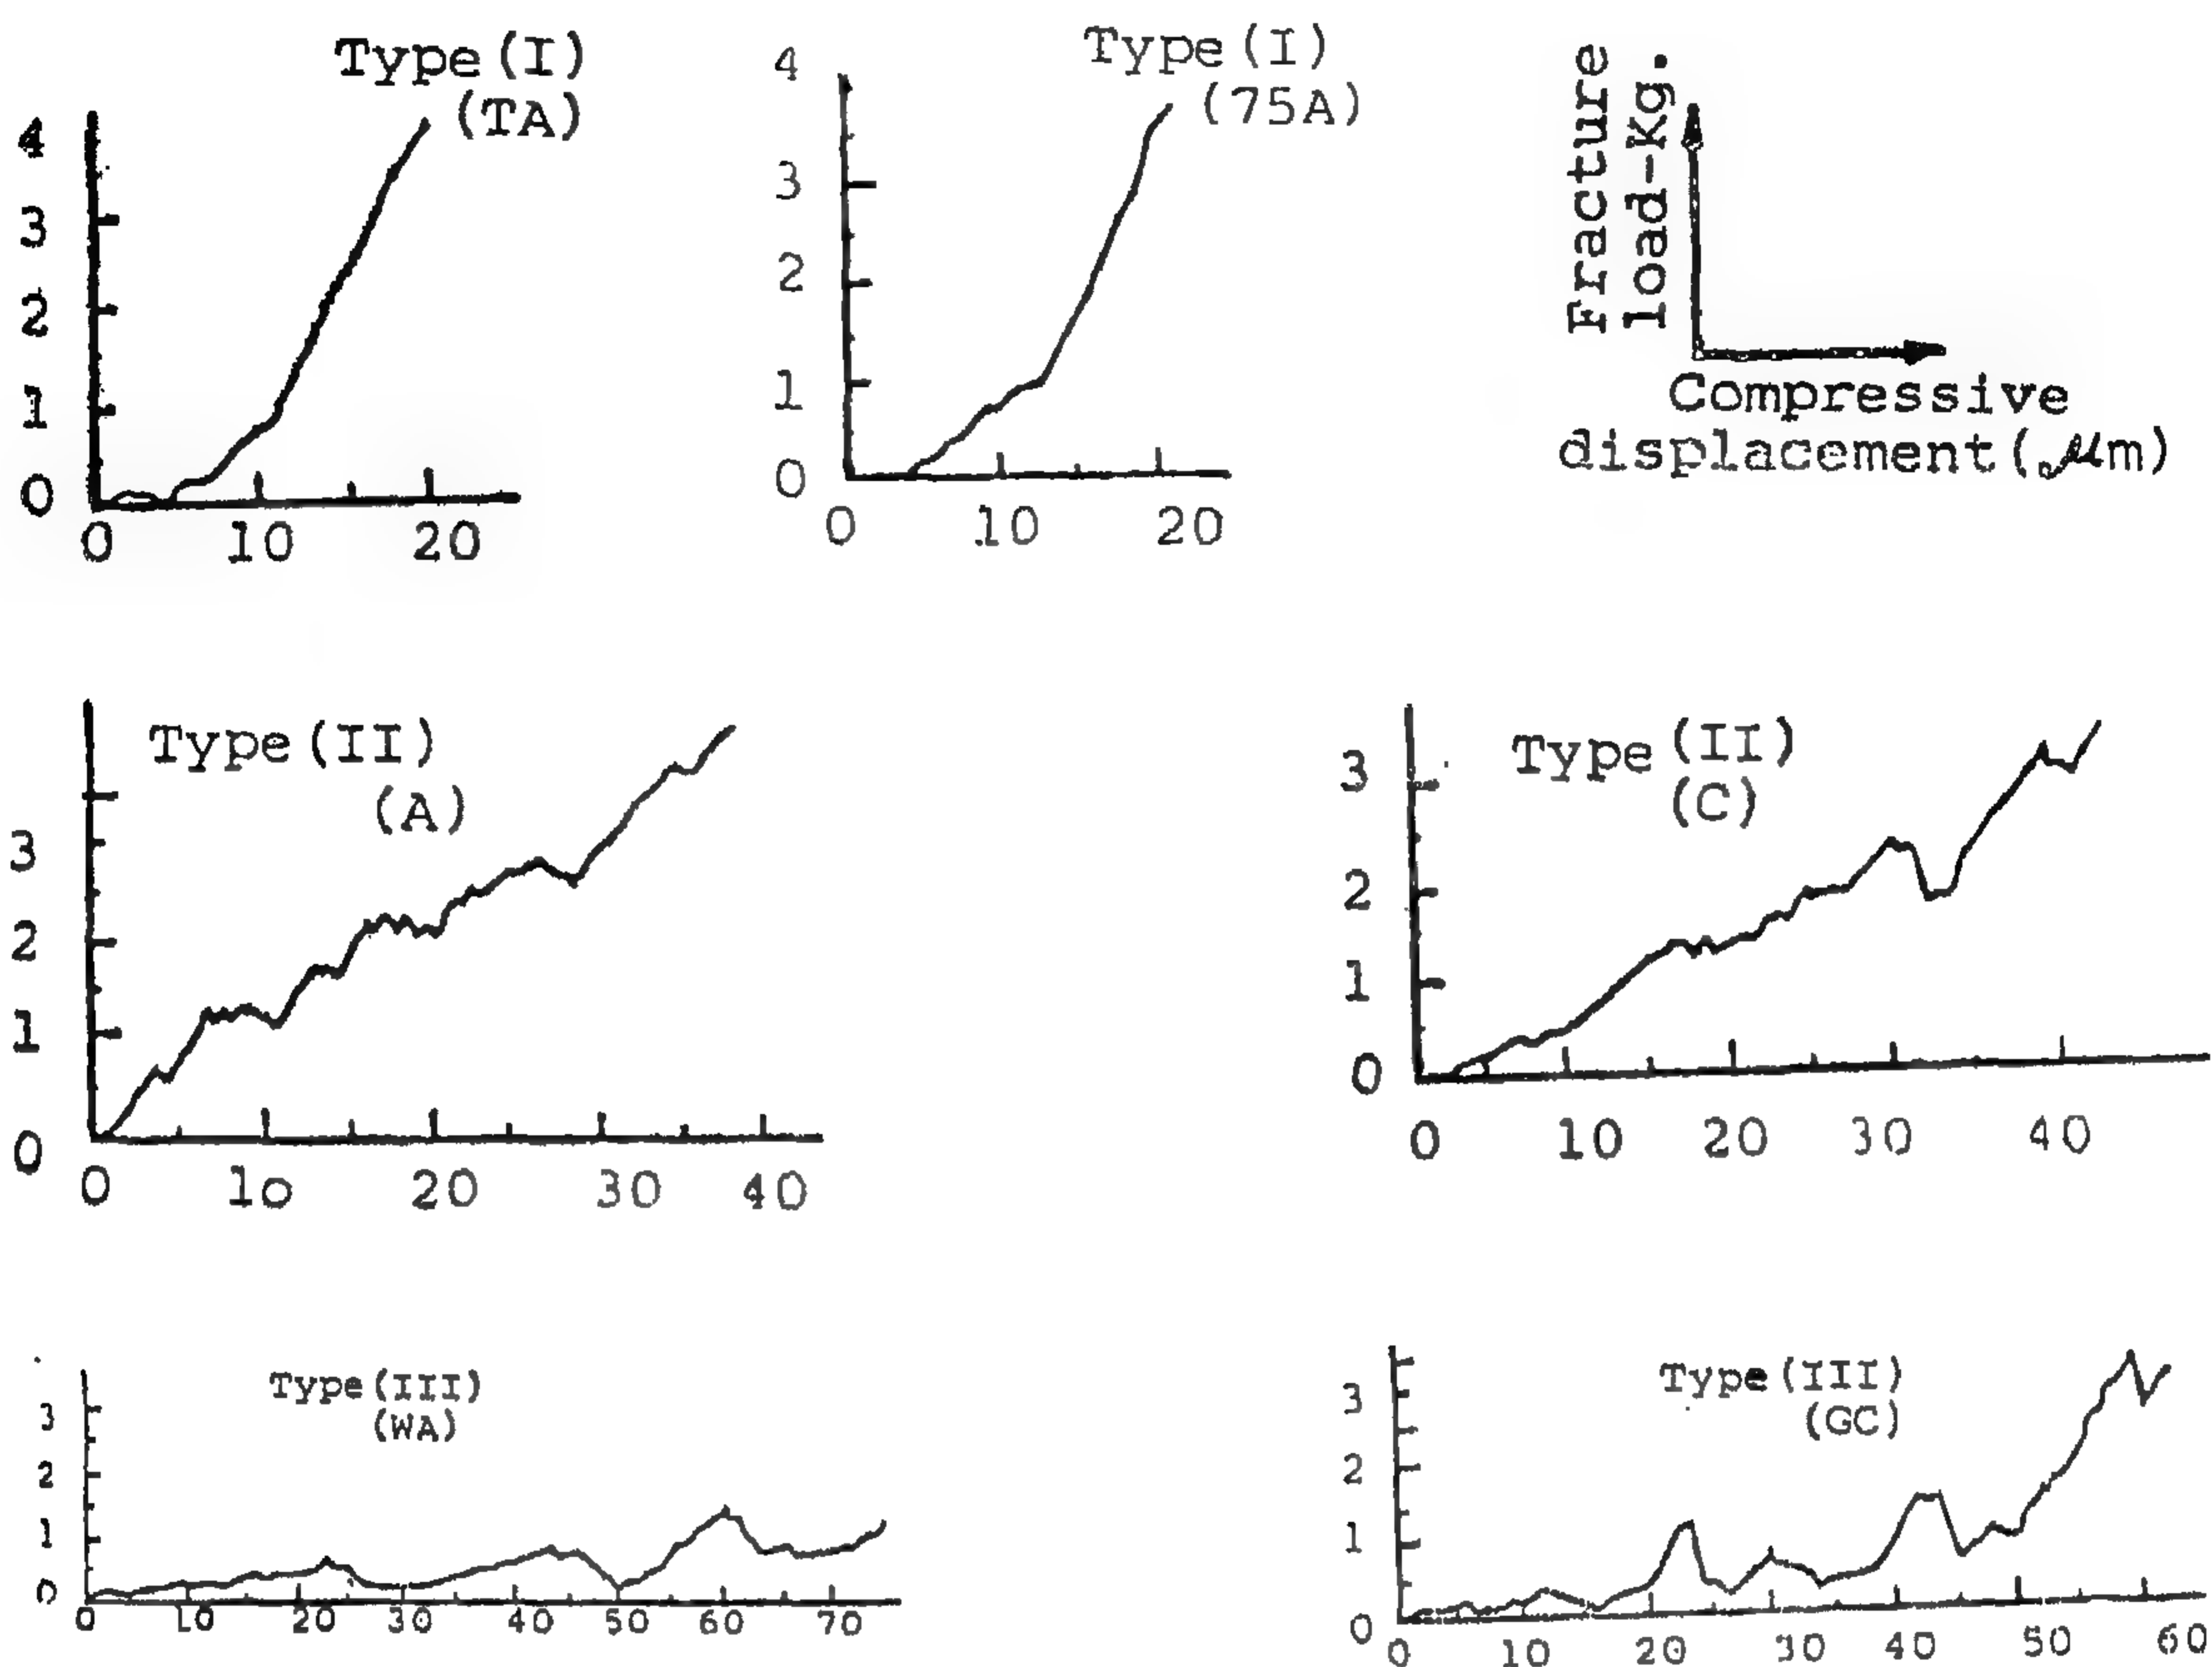 Type(I)
(TA)
4
3
2
1
0
0 10 20
Type(I)
(75A)
4
3
2
1
0
0 10 20
Fracture
load-Kg.
Compressive
displacement(μm)
Type(II)
(A)
3
2
1
0
0 10 20 30 40
Type(II)
(C)
3
2
1
0
0 10 20 30 40
Type(III)
(WA)
3
2
1
0
0 10 20 30 40 50 60 70
Type(III)
(GC)
3
2
1
0
0 10 20 30 40 50 60